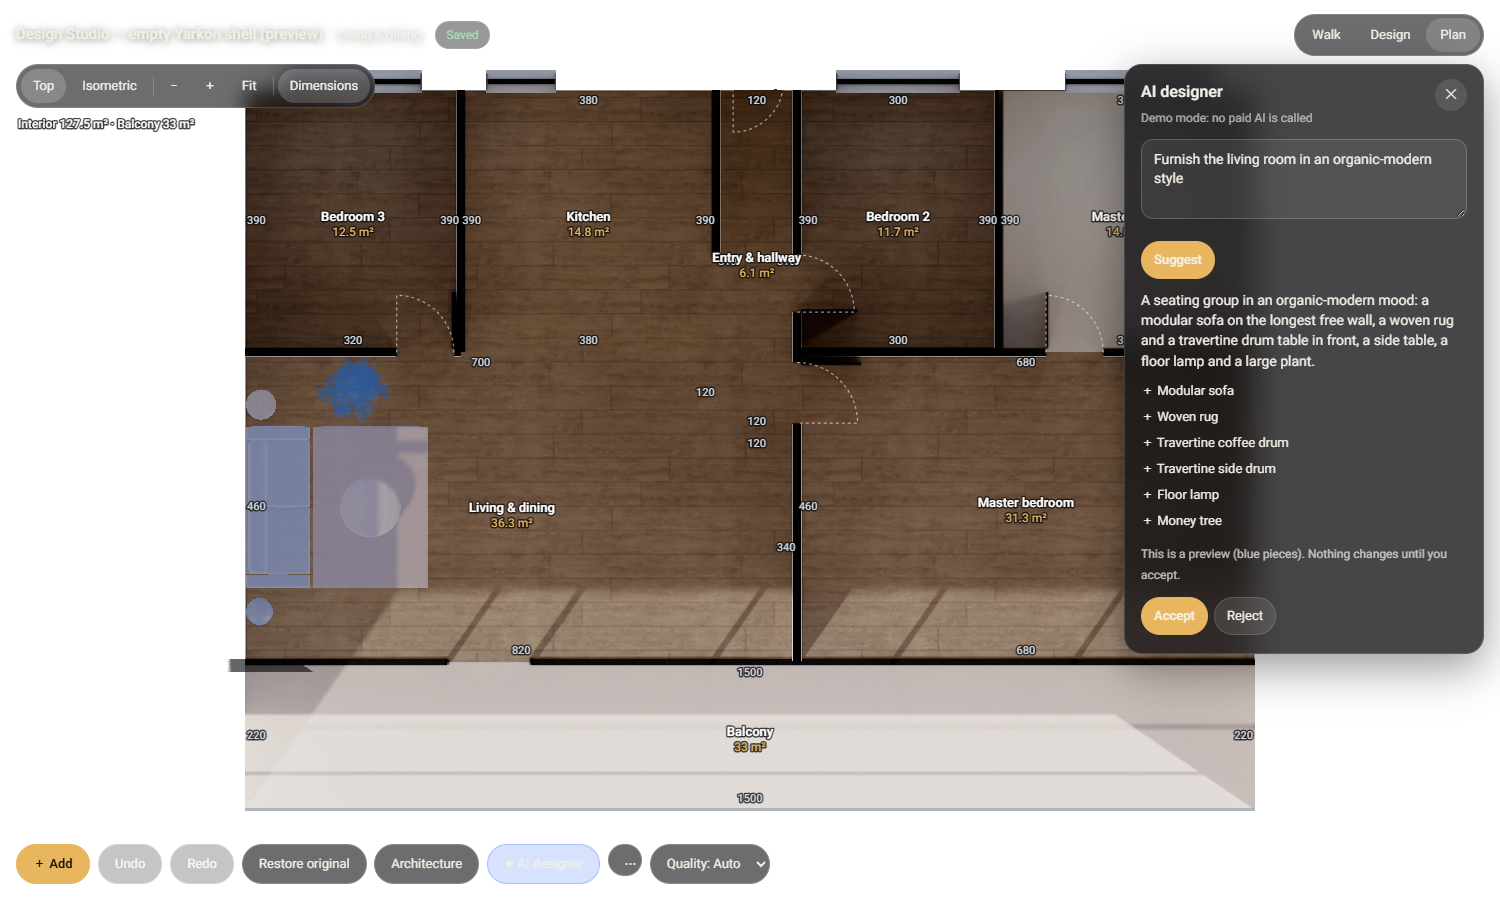 Design Studio — empty Yarkon shell (preview) Living & dining Saved
Walk Design Plan
Top Isometric − + Fit Dimensions
Interior 127.5 m² · Balcony 33 m²
380 120 300
Bedroom 3
12.5 m²
390 390 390
Kitchen
14.8 m²
390 390
Bedroom 2
11.7 m²
390 390
Entry & hallway
6.1 m²
320 380 300
700 680
120
120
120
460
Living & dining
36.3 m²
460
Master bedroom
31.3 m²
340
820 680
1500
Balcony
33 m²
220 220
1500
AI designer
Demo mode: no paid AI is called
Furnish the living room in an organic-modern
style
Suggest
A seating group in an organic-modern mood: a
modular sofa on the longest free wall, a woven rug
and a travertine drum table in front, a side table, a
floor lamp and a large plant.
+ Modular sofa
+ Woven rug
+ Travertine coffee drum
+ Travertine side drum
+ Floor lamp
+ Money tree
This is a preview (blue pieces). Nothing changes until you
accept.
Accept Reject
+ Add Undo Redo Restore original Architecture ✦ AI designer ... Quality: Auto